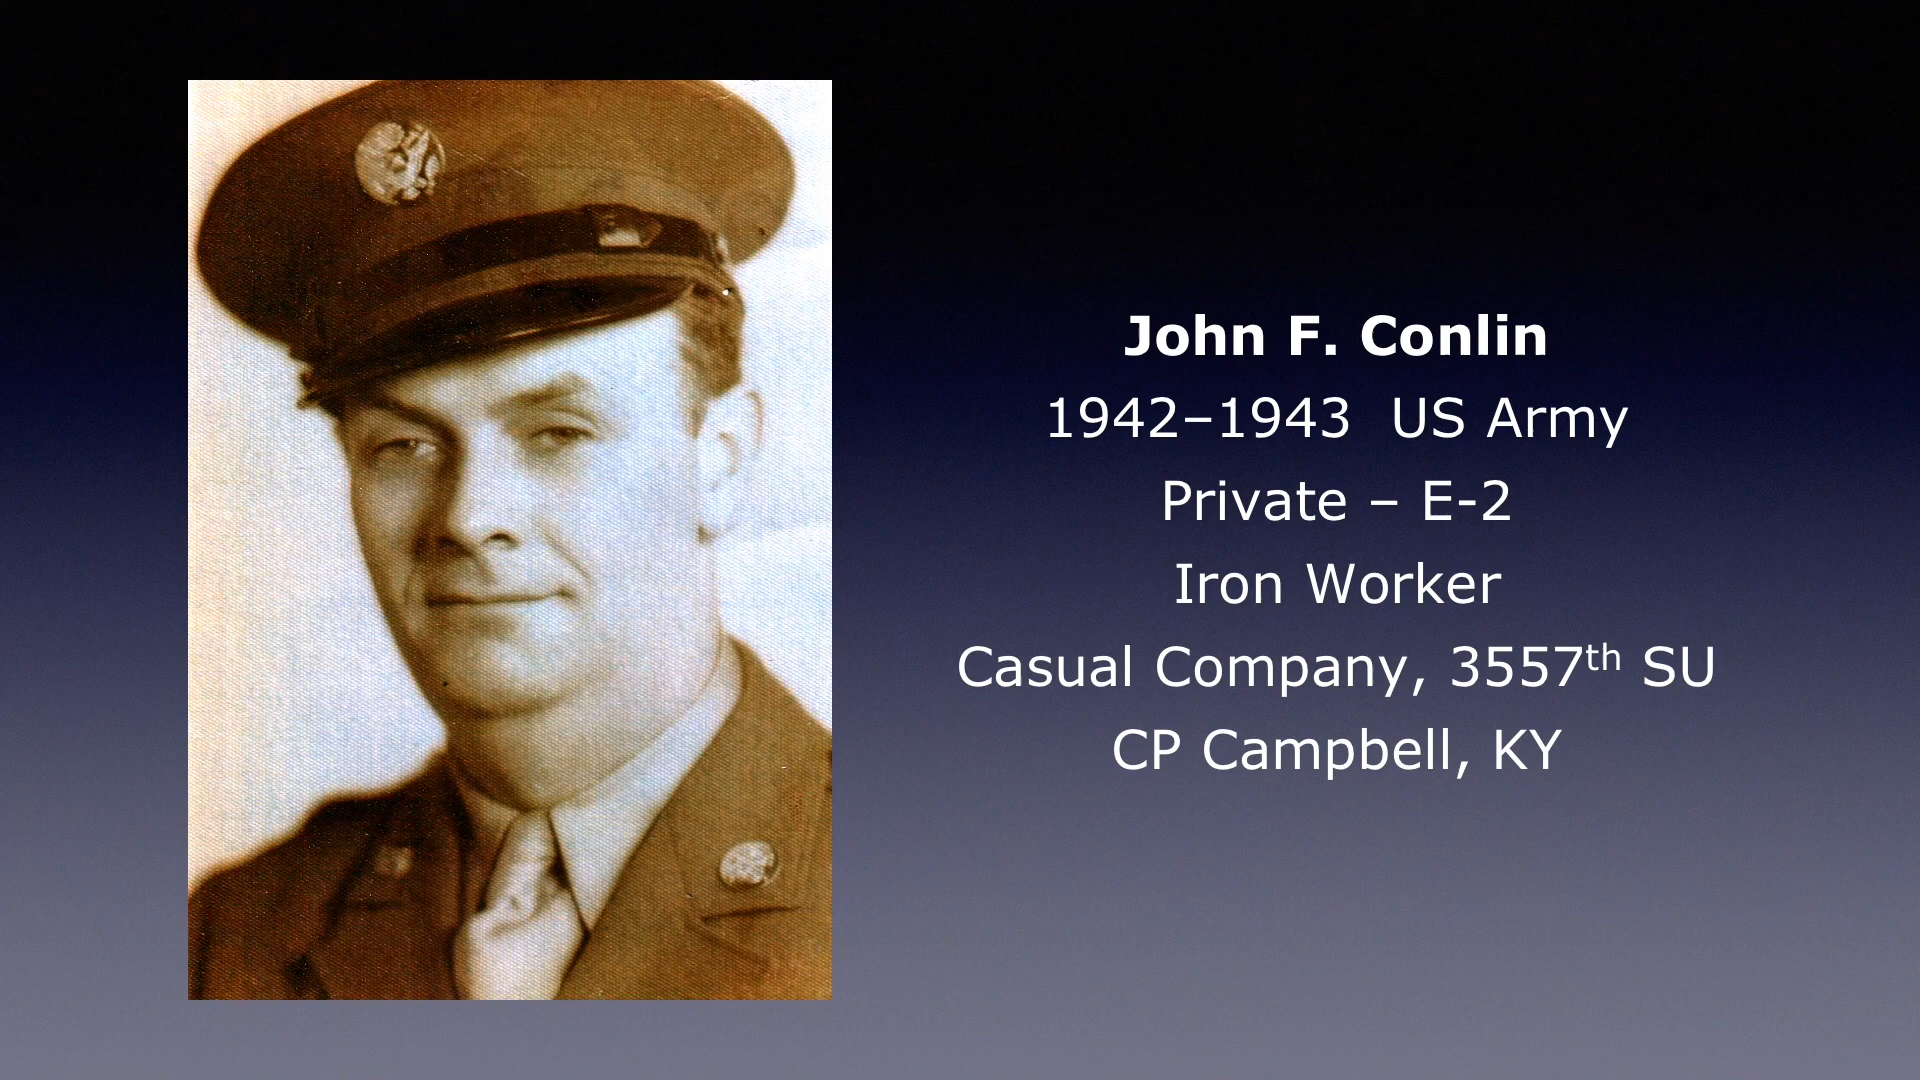 John F. Conlin
1942–1943  US Army
Private – E-2
Iron Worker
Casual Company, 3557th SU
CP Campbell, KY